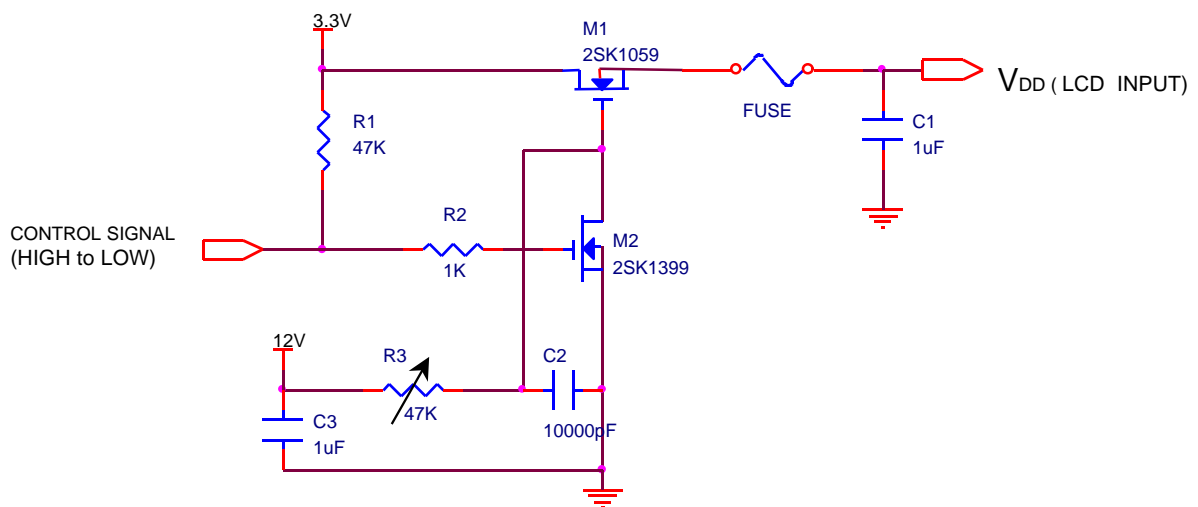 3.3V
M1
2SK1059
FUSE
VDD ( LCD INPUT)
R1
47K
C1
1uF
CONTROL SIGNAL
(HIGH to LOW)
R2
1K
M2
2SK1399
12V
R3
47K
C2
10000pF
C3
1uF